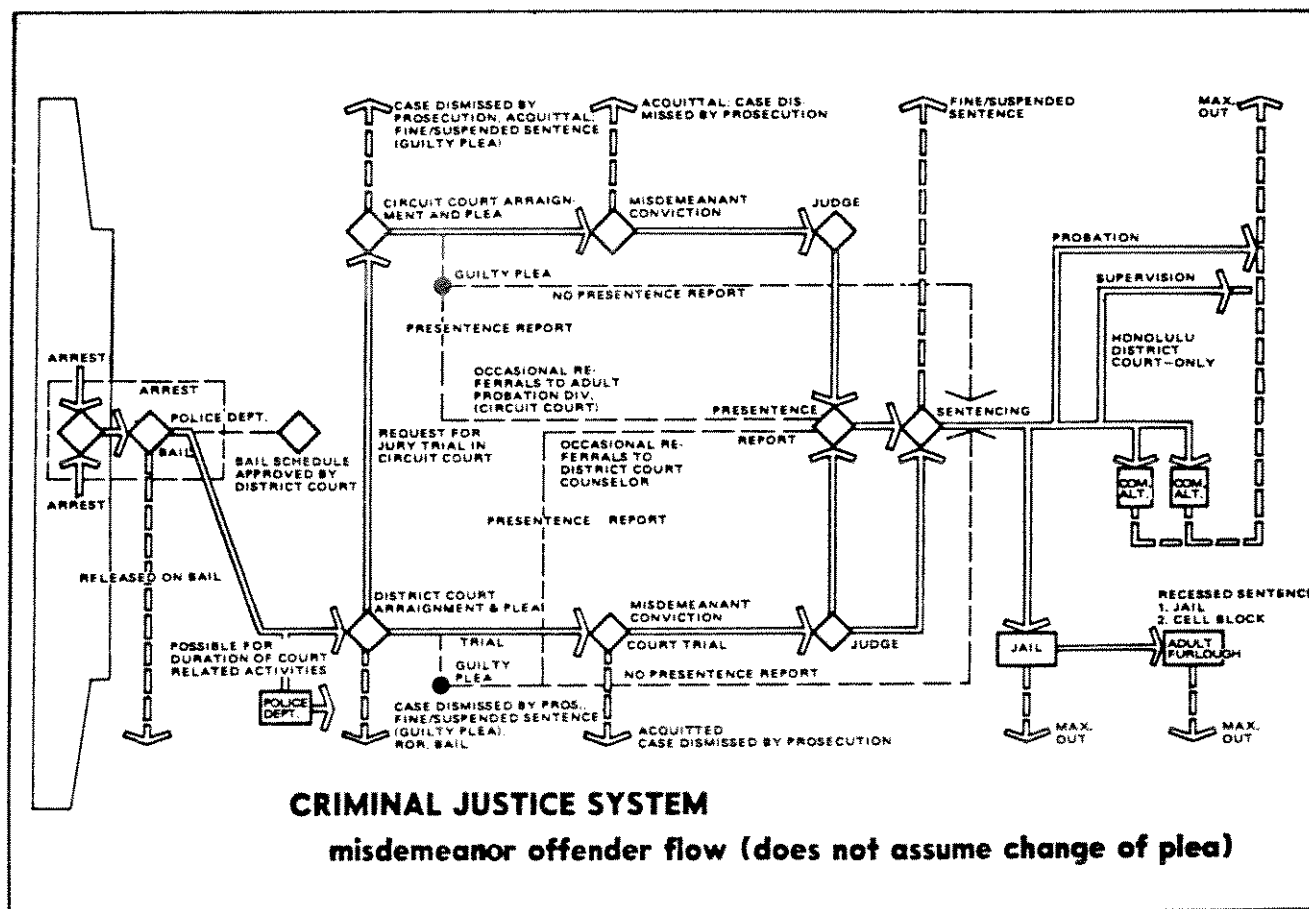 CASE DISMISSED BY
PROSECUTION, ACQUITTAL;
FINE/SUSPENDED SENTENCE
(GUILTY PLEA)
ACQUITTAL; CASE DIS-
MISSED BY PROSECUTION
FINE/SUSPENDED
SENTENCE
MAX.
OUT
CIRCUIT COURT ARRAIGN-
MENT AND PLEA
MISDEMEANANT
CONVICTION
JUDGE
PROBATION
GUILTY PLEA
NO PRESENTENCE REPORT
SUPERVISION
PRESENTENCE REPORT
HONOLULU
DISTRICT
COURT-ONLY
ARREST
ARREST
OCCASIONAL RE-
FERRALS TO ADULT
PROBATION DIV.
(CIRCUIT COURT)
POLICE DEPT.
PRESENTENCE
REPORT
SENTENCING
BAIL
REQUEST FOR
JURY TRIAL IN
CIRCUIT COURT
OCCASIONAL RE-
FERRALS TO
DISTRICT COURT
COUNSELOR
BAIL SCHEDULE
APPROVED BY
DISTRICT COURT
COM.
ALT.
COM.
ALT.
ARREST
PRESENTENCE REPORT
RELEASED ON BAIL
DISTRICT COURT
ARRAIGNMENT & PLEA
MISDEMEANANT
CONVICTION
RECESSED SENTENCE
1. JAIL
2. CELL BLOCK
TRIAL
COURT TRIAL
JUDGE
JAIL
ADULT
FURLOUGH
POSSIBLE FOR
DURATION OF COURT
RELATED ACTIVITIES
GUILTY
PLEA
NO PRESENTENCE REPORT
POLICE
DEPT.
CASE DISMISSED BY PROS.,
FINE/SUSPENDED SENTENCE
(GUILTY PLEA),
ROR, BAIL
ACQUITTED
CASE DISMISSED BY PROSECUTION
MAX.
OUT
MAX.
OUT
CRIMINAL JUSTICE SYSTEM
misdemeanor offender flow (does not assume change of plea)